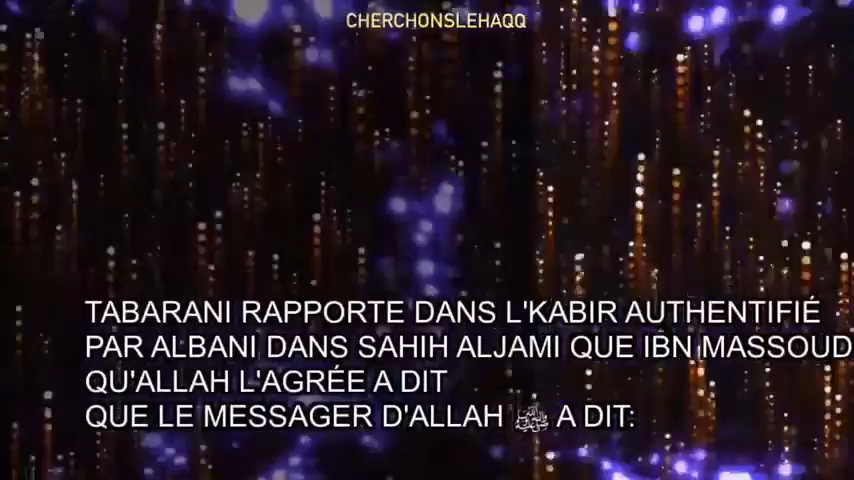 CHERCHONSLEHAQQ
TABARANI RAPPORTE DANS L'KABIR AUTHENTIFIÉ
PAR ALBANI DANS SAHIH ALJAMI QUE IBN MASSOUD
QU'ALLAH L'AGRÉE A DIT
QUE LE MESSAGER D'ALLAH ﷺ A DIT: